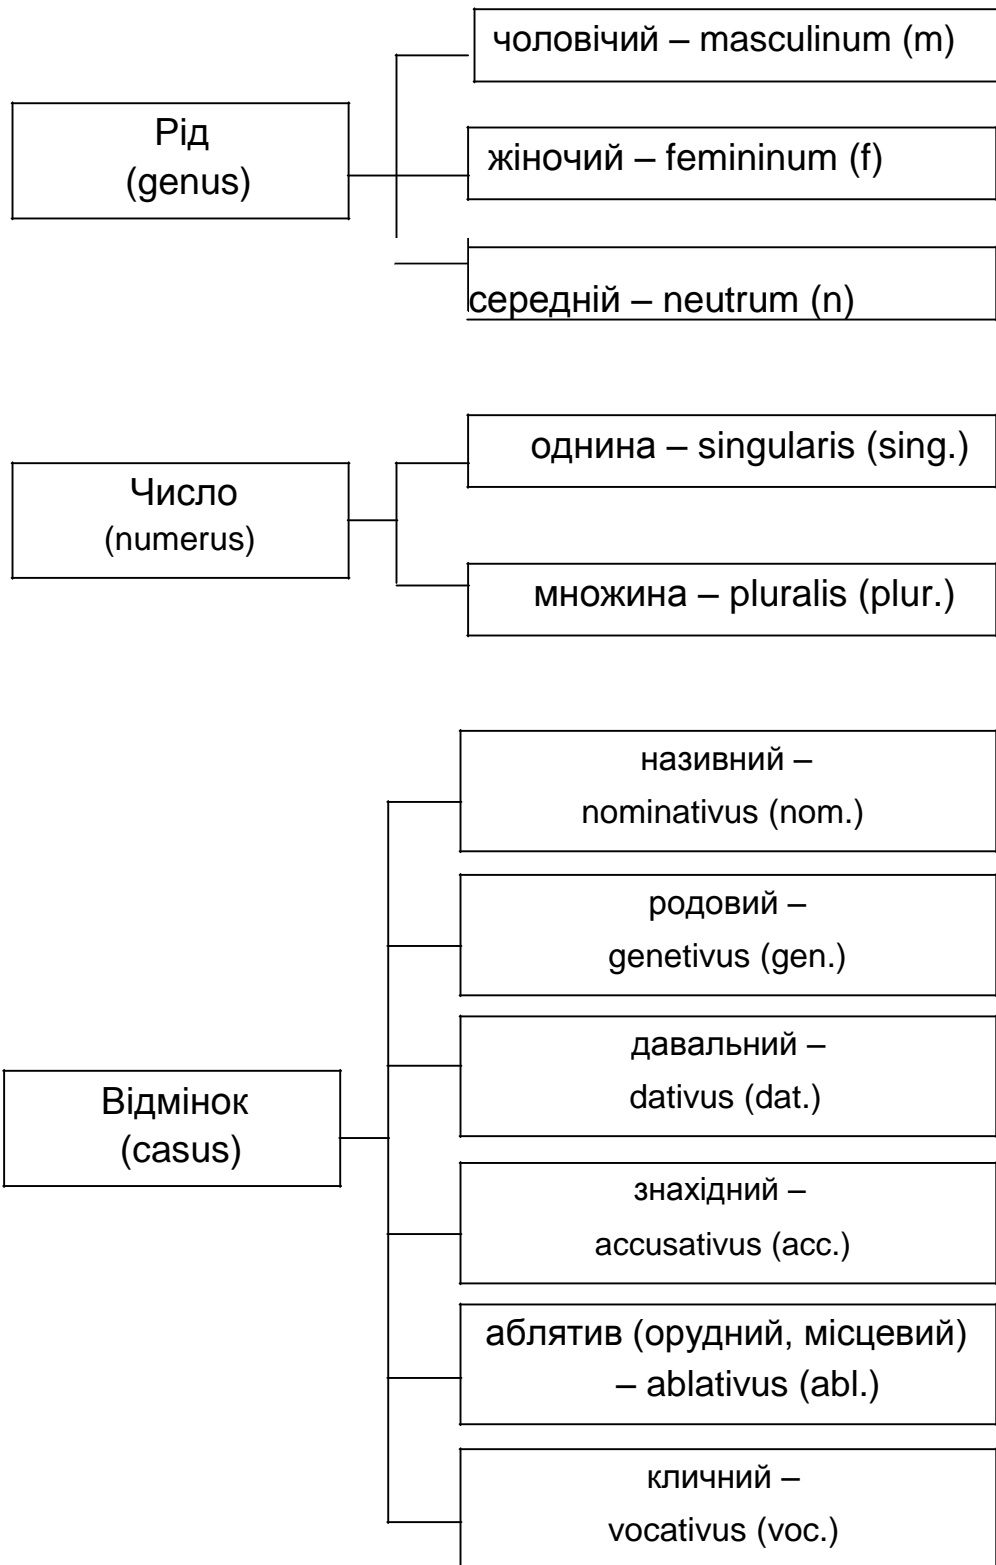 чоловічий – masculinum (m)
Рід
(genus)
жіночий – femininum (f)
середній – neutrum (n)
однина – singularis (sing.)
Число
(numerus)
множина – pluralis (plur.)
називний –
nominativus (nom.)
родовий –
genetivus (gen.)
давальний –
dativus (dat.)
Відмінок
(casus)
знахідний –
accusativus (acc.)
аблятив (орудний, місцевий)
– ablativus (abl.)
кличний –
vocativus (voc.)